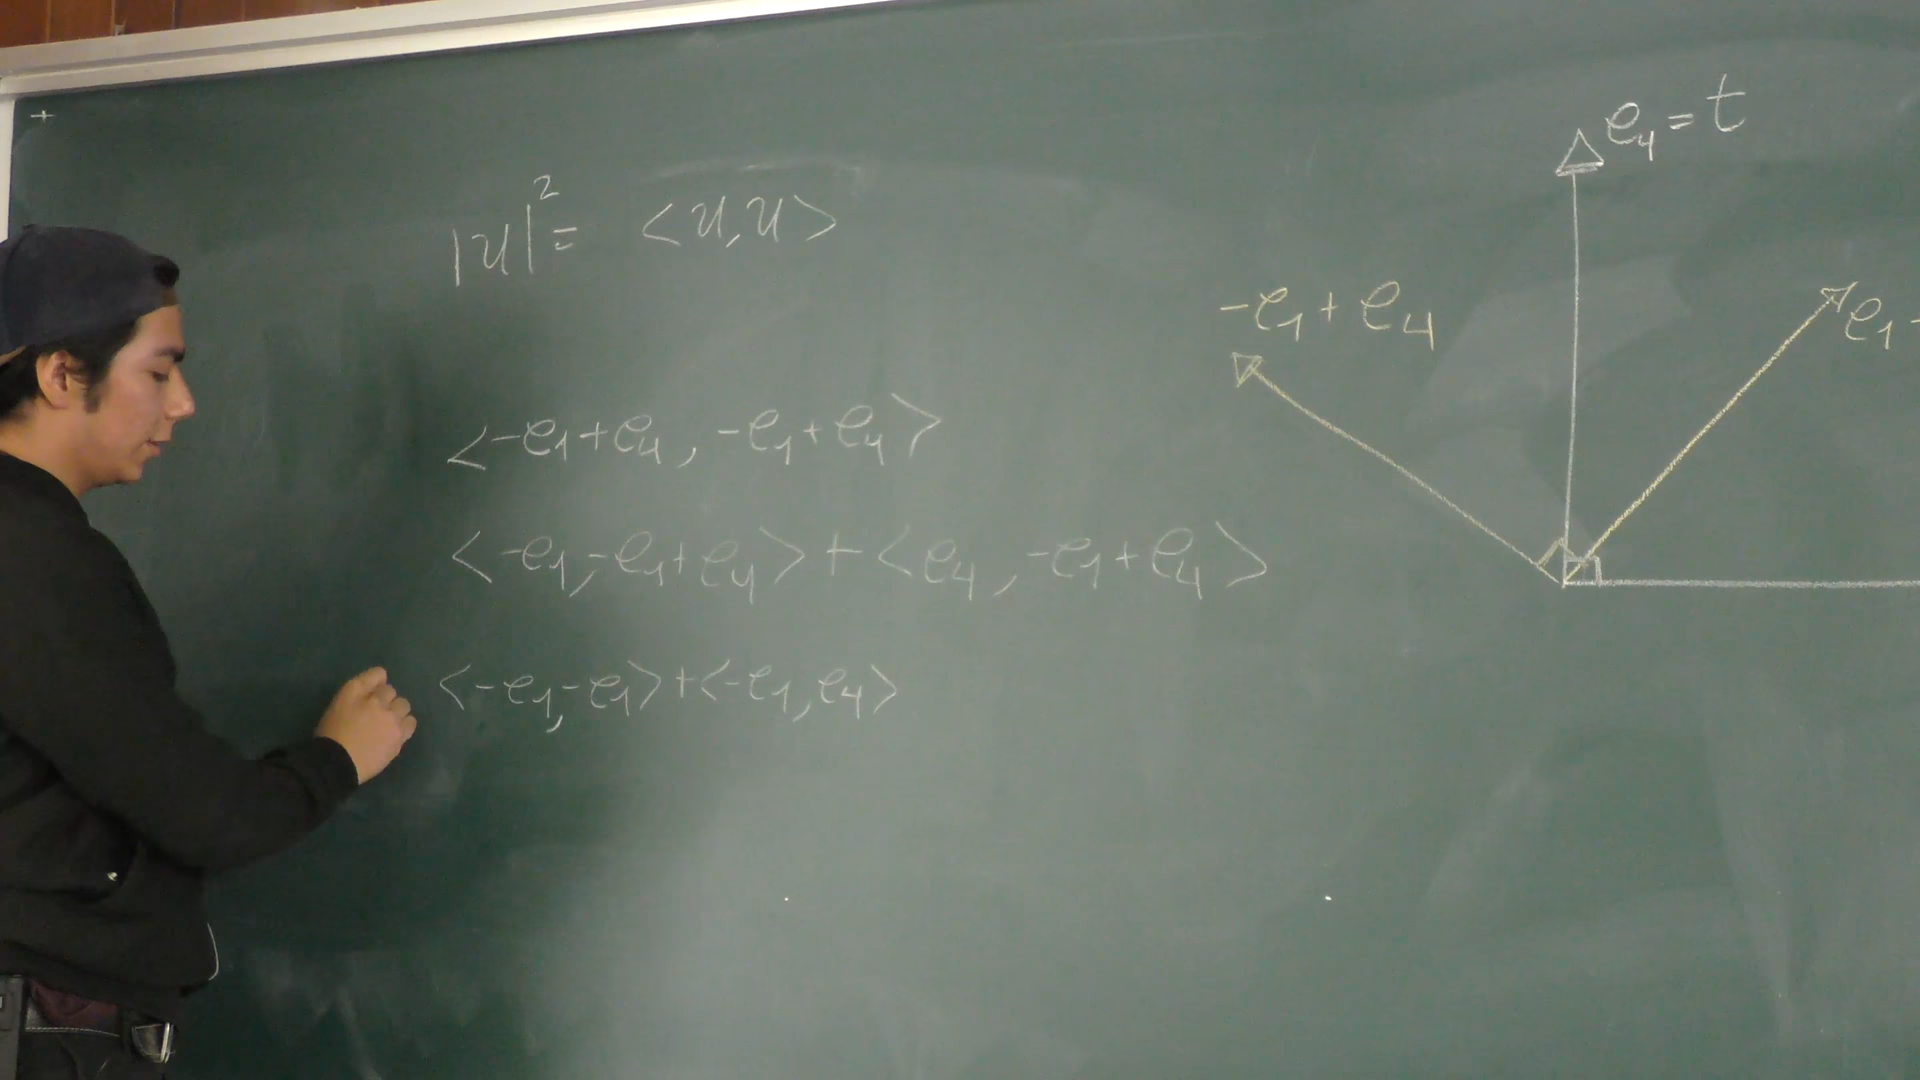 |u|² = <u,u>
<-e₁+e₄, -e₁+e₄>
<-e₁,-e₁+e₄>+<e₄,-e₁+e₄>
<-e₁,-e₁>+<-e₁,e₄>
e₄=t
-e₁+e₄
e₁-